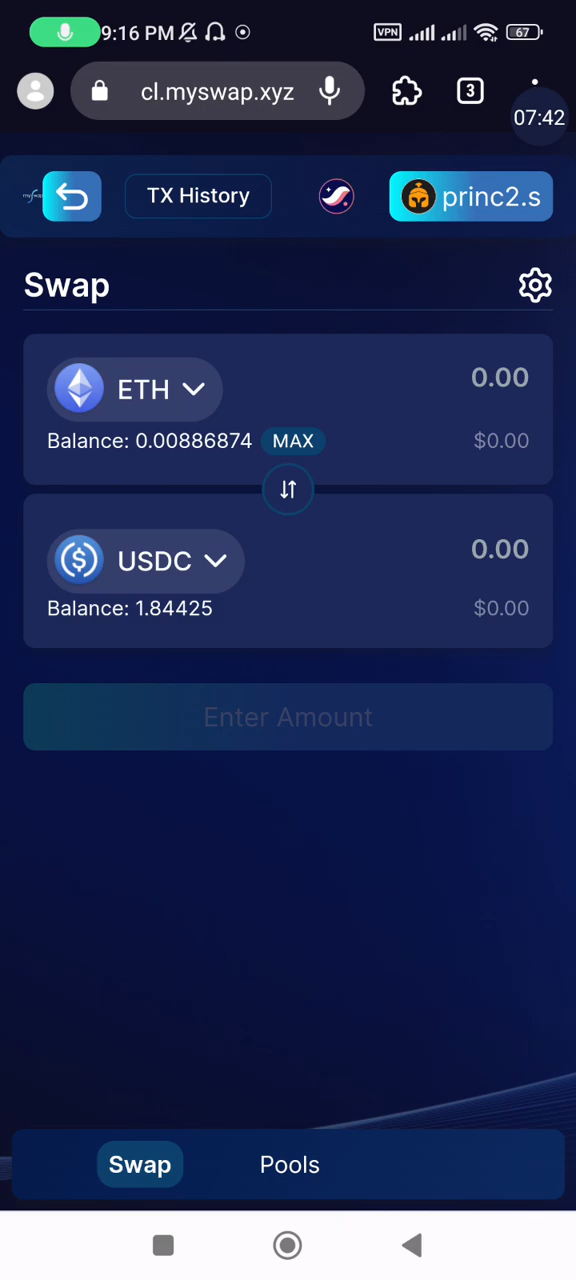 9:16 PM VPN 67
cl.myswap.xyz 3
07:42
TX History princ2.s
Swap
ETH 0.00
Balance: 0.00886874 MAX $0.00
USDC 0.00
Balance: 1.84425 $0.00
Enter Amount
Swap Pools